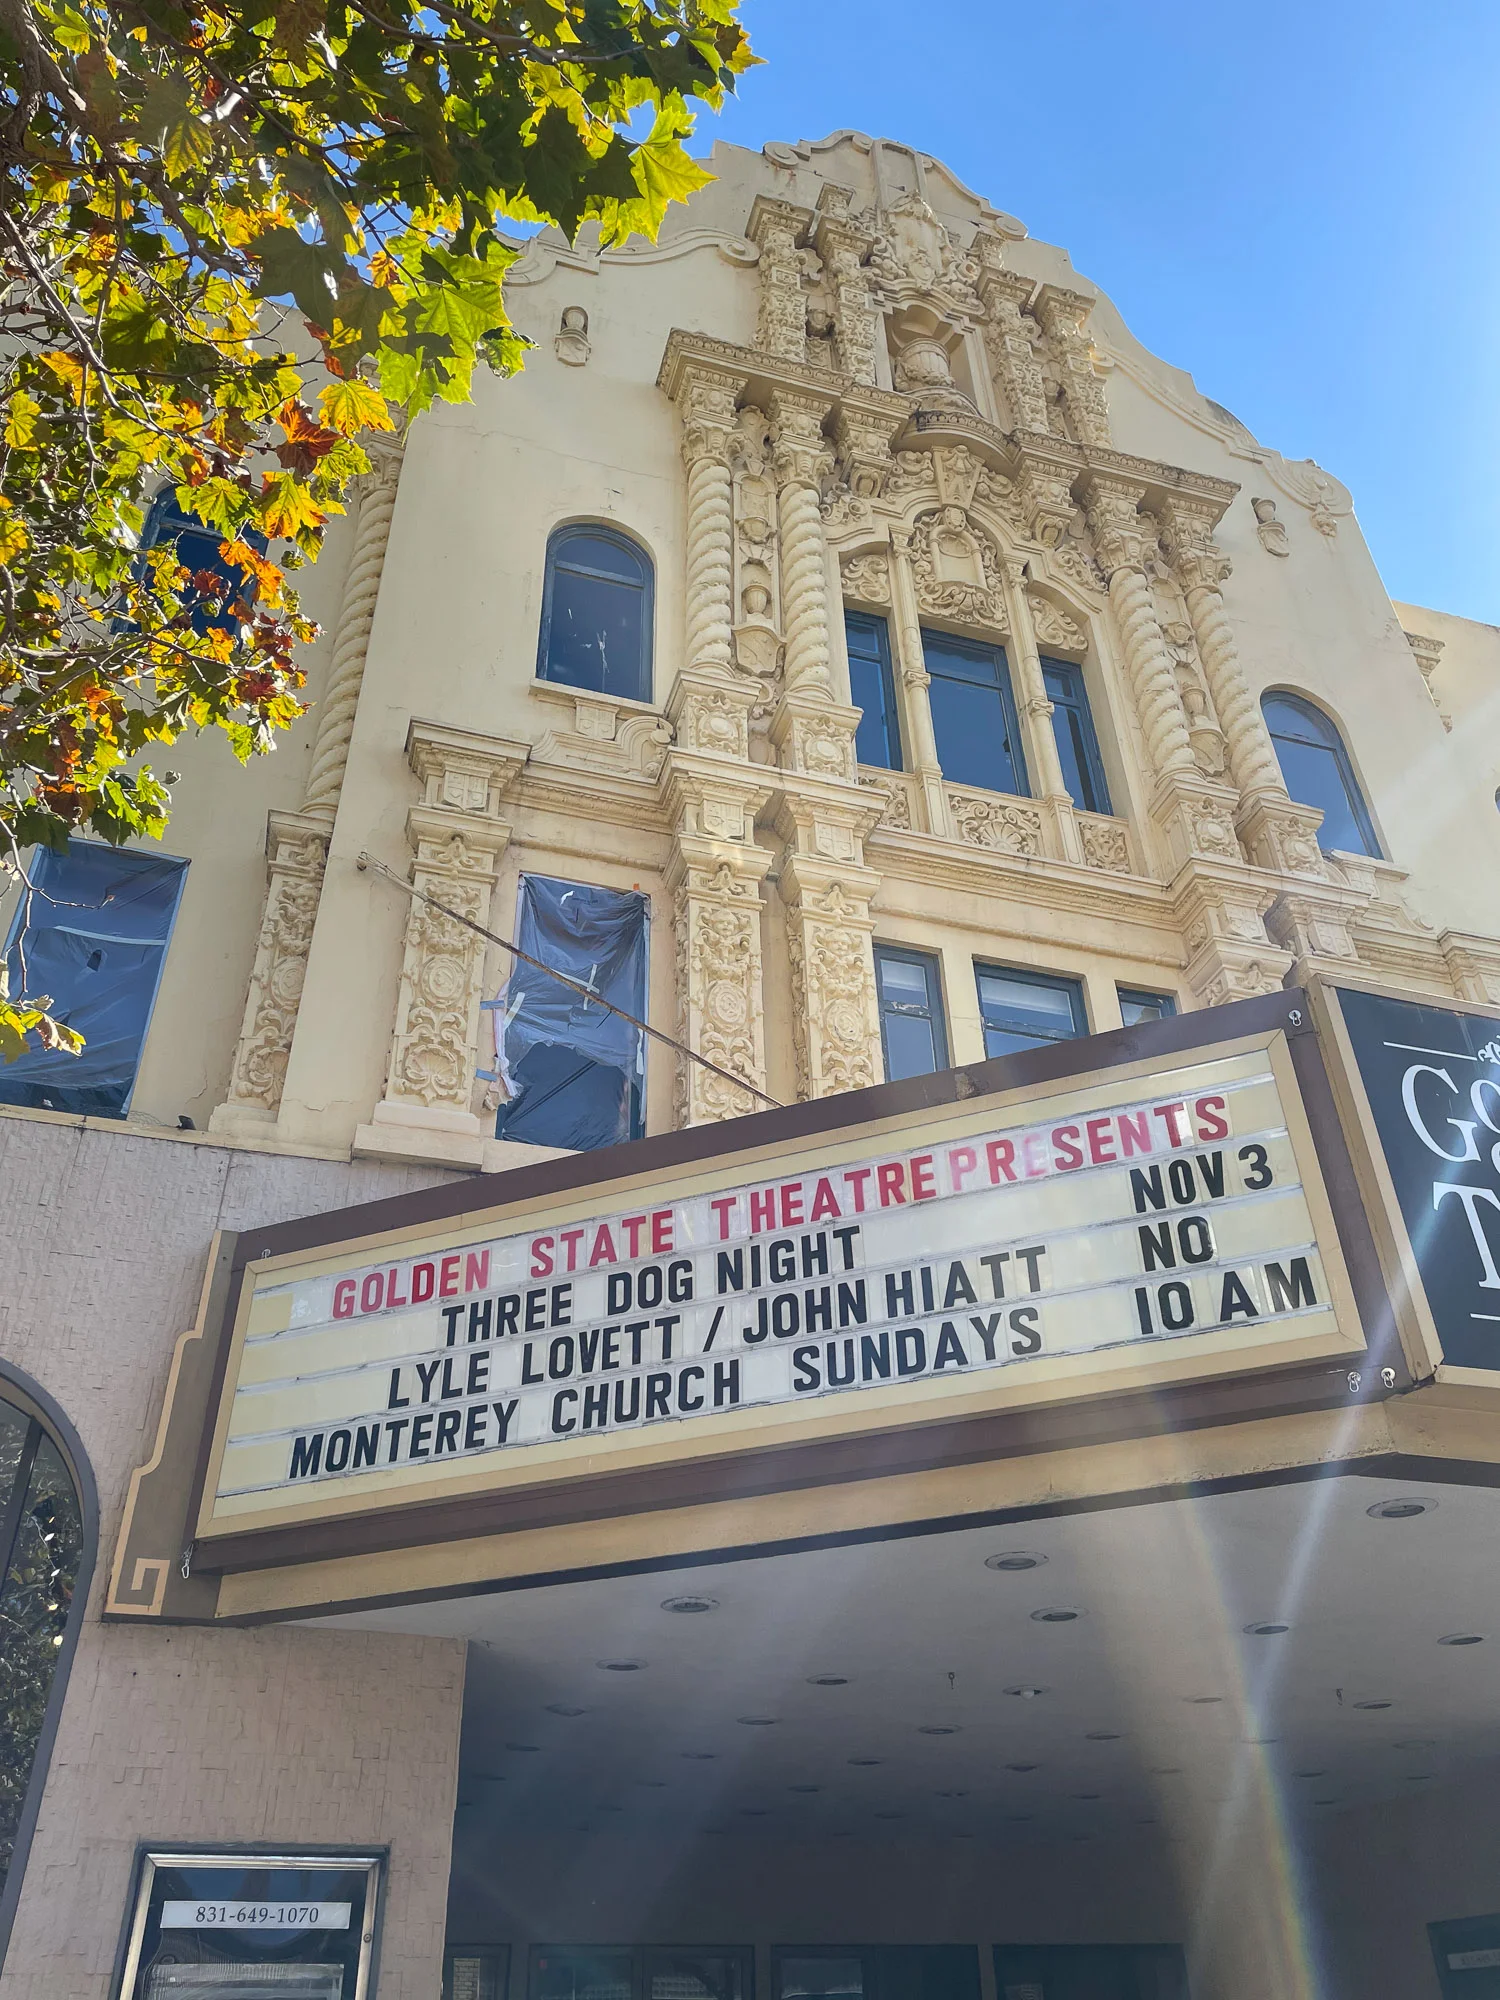 GOLDEN STATE THEATRE PRESENTS
THREE DOG NIGHT NOV 3
LYLE LOVETT / JOHN HIATT NO
MONTEREY CHURCH SUNDAYS 10 AM
831-649-1070